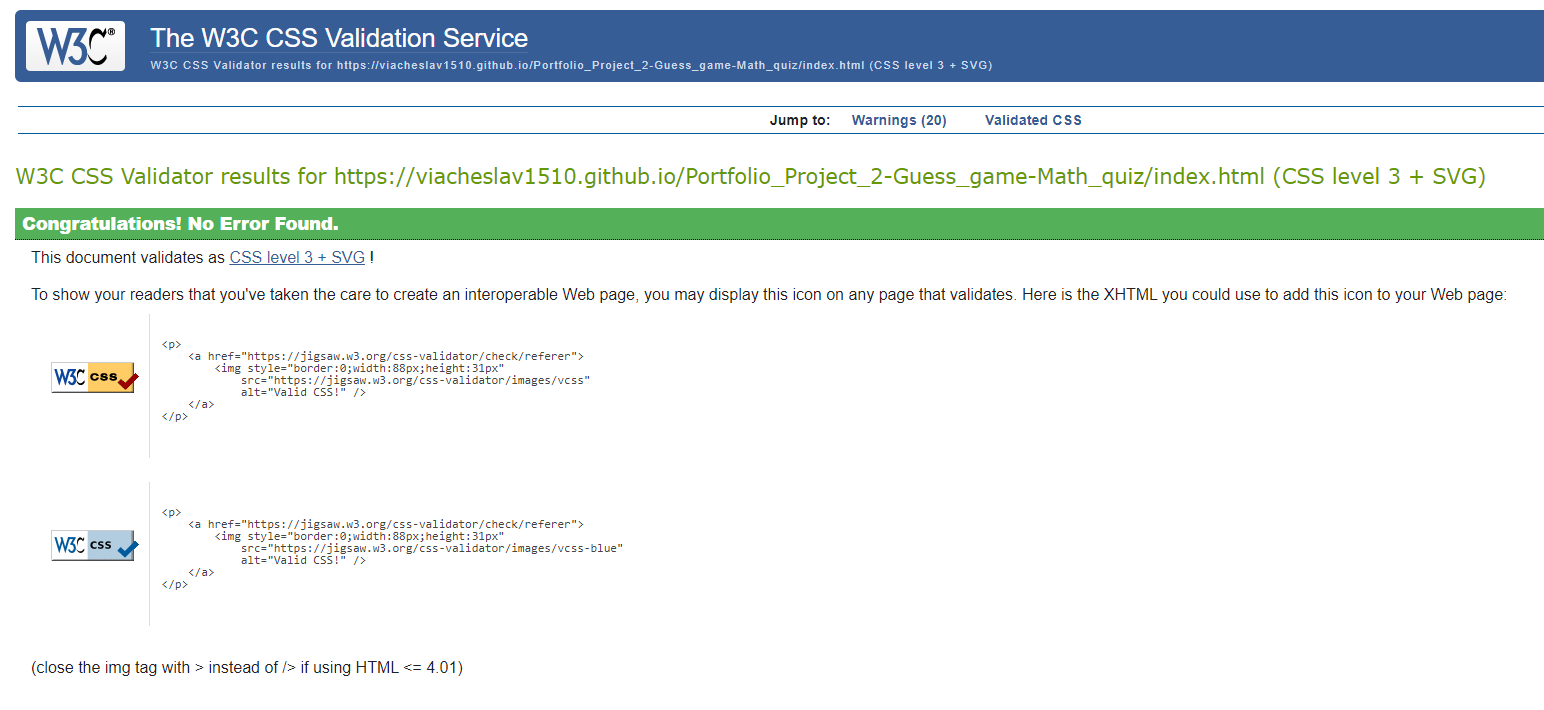 W3C®
The W3C CSS Validation Service
W3C CSS Validator results for https://viacheslav1510.github.io/Portfolio_Project_2-Guess_game-Math_quiz/index.html (CSS level 3 + SVG)
Jump to: Warnings (20) Validated CSS
W3C CSS Validator results for https://viacheslav1510.github.io/Portfolio_Project_2-Guess_game-Math_quiz/index.html (CSS level 3 + SVG)
Congratulations! No Error Found.
This document validates as CSS level 3 + SVG !
To show your readers that you've taken the care to create an interoperable Web page, you may display this icon on any page that validates. Here is the XHTML you could use to add this icon to your Web page:
W3C css
<p>
<a href="https://jigsaw.w3.org/css-validator/check/referer">
<img style="border:0;width:88px;height:31px"
src="https://jigsaw.w3.org/css-validator/images/vcss"
alt="Valid CSS!" />
</a>
</p>
W3C css
<p>
<a href="https://jigsaw.w3.org/css-validator/check/referer">
<img style="border:0;width:88px;height:31px"
src="https://jigsaw.w3.org/css-validator/images/vcss-blue"
alt="Valid CSS!" />
</a>
</p>
(close the img tag with > instead of /> if using HTML <= 4.01)